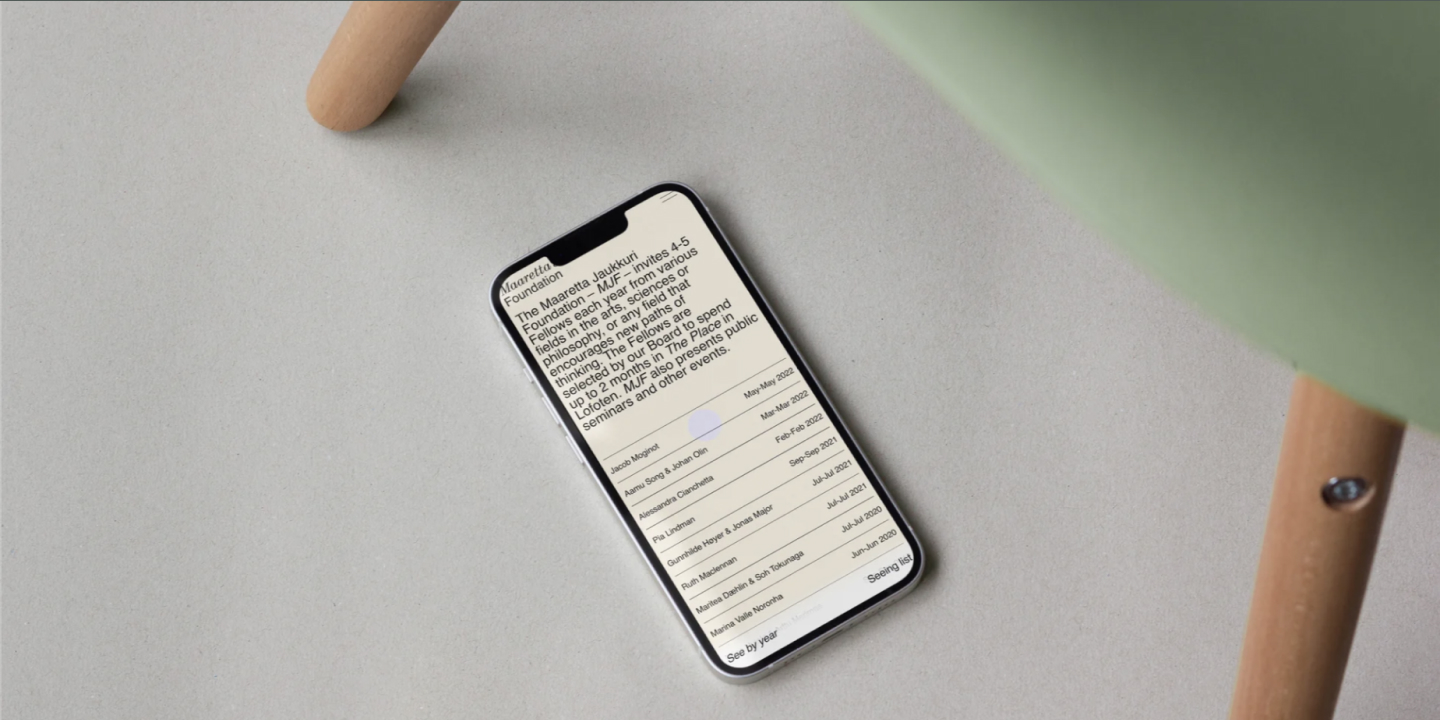 Maaretta
Foundation
The Maaretta Jaukkuri
Foundation – MJF – invites 4-5
Fellows each year from various
fields in the arts, sciences or
philosophy, or any field that
encourages new paths of
thinking. The Fellows are
selected by our Board to spend
up to 2 months in The Place in
Lofoten. MJF also presents public
seminars and other events.
Jacob Moginot May-May 2022
Aamu Song & Johan Olin Mar-Mar 2022
Alessandra Cianchetta Feb-Feb 2022
Pia Lindman Sep-Sep 2021
Gunnhilde Høyer & Jonas Major Jul-Jul 2021
Ruth Maclennan Jul-Jul 2021
Maritea Dæhlin & Soh Tokunaga Jul-Jul 2020
Marina Valle Noronha Jun-Jun 2020
See by year Seeing list